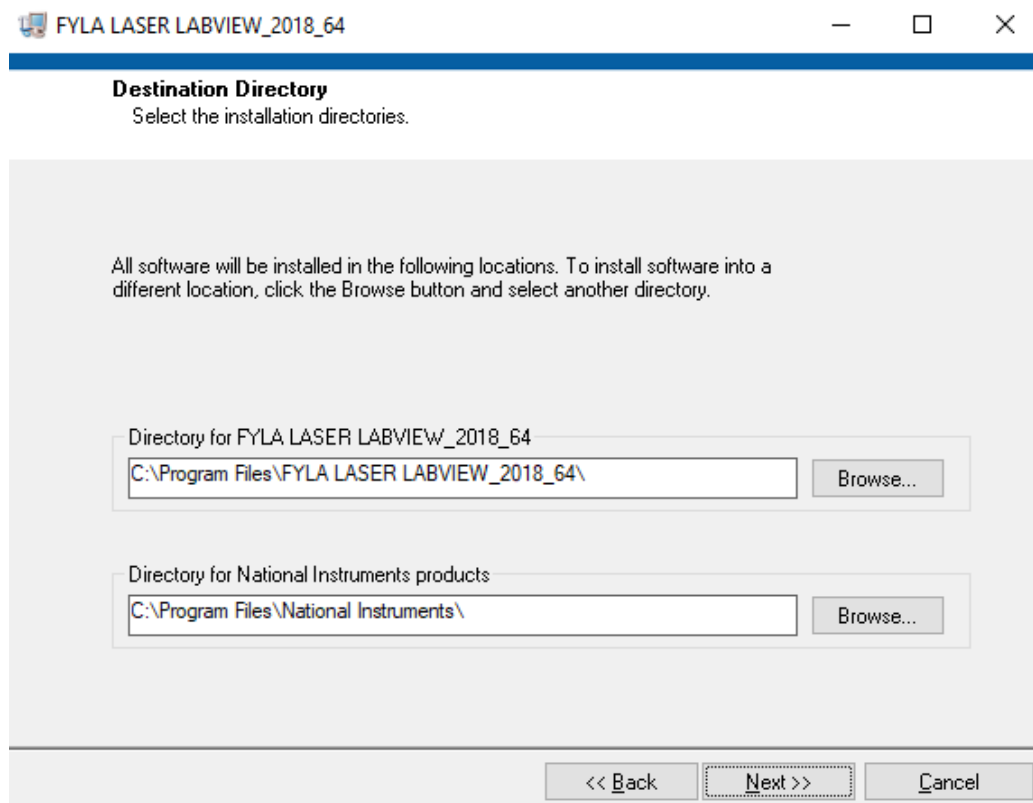 FYLA LASER LABVIEW_2018_64
Destination Directory
Select the installation directories.
All software will be installed in the following locations. To install software into a
different location, click the Browse button and select another directory.
Directory for FYLA LASER LABVIEW_2018_64
C:\Program Files\FYLA LASER LABVIEW_2018_64\
Browse...
Directory for National Instruments products
C:\Program Files\National Instruments\
Browse...
<< Back
Next >>
Cancel